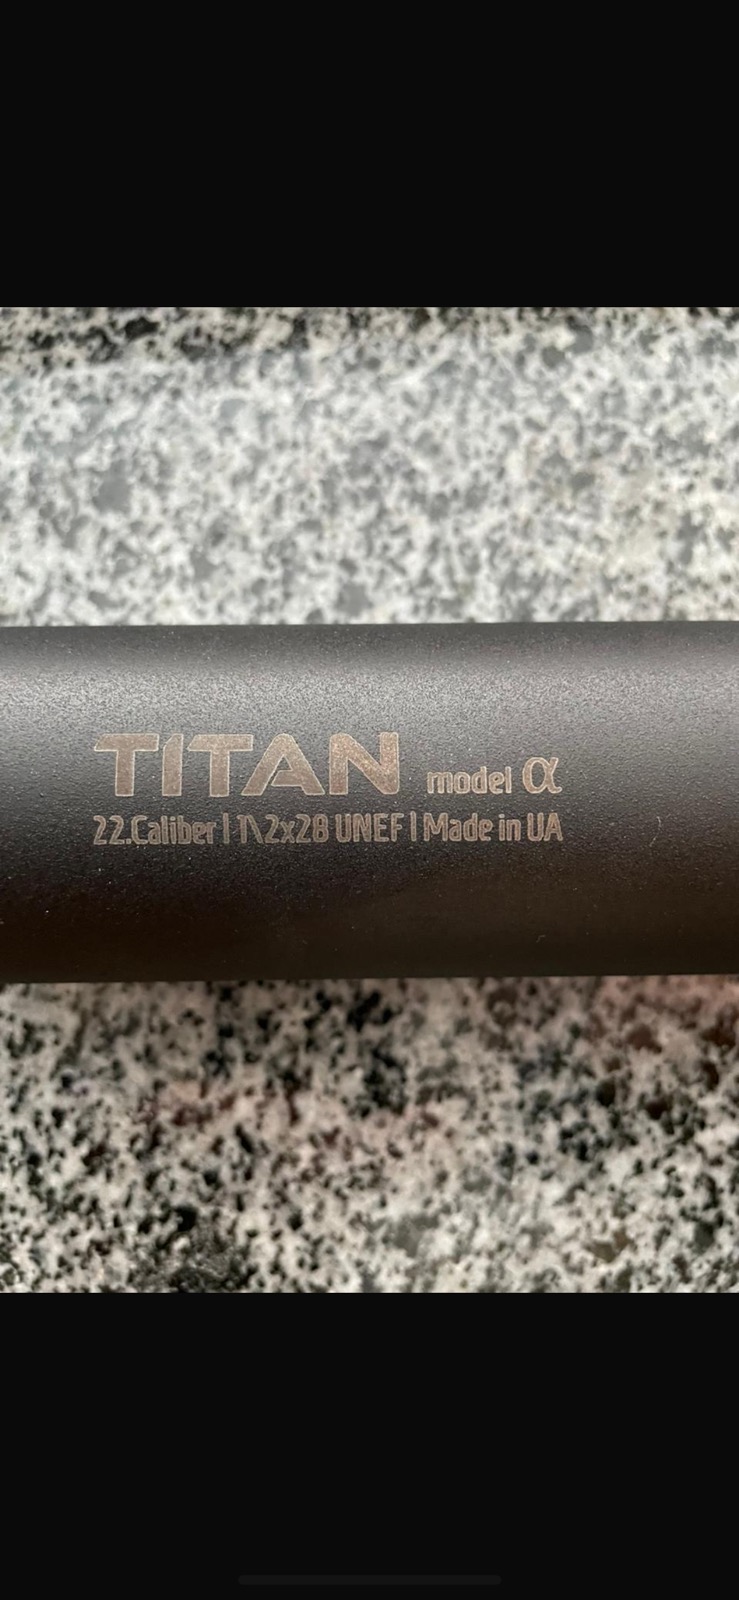 TITAN model α
22.Caliber | 1\2x28 UNEF | Made in UA